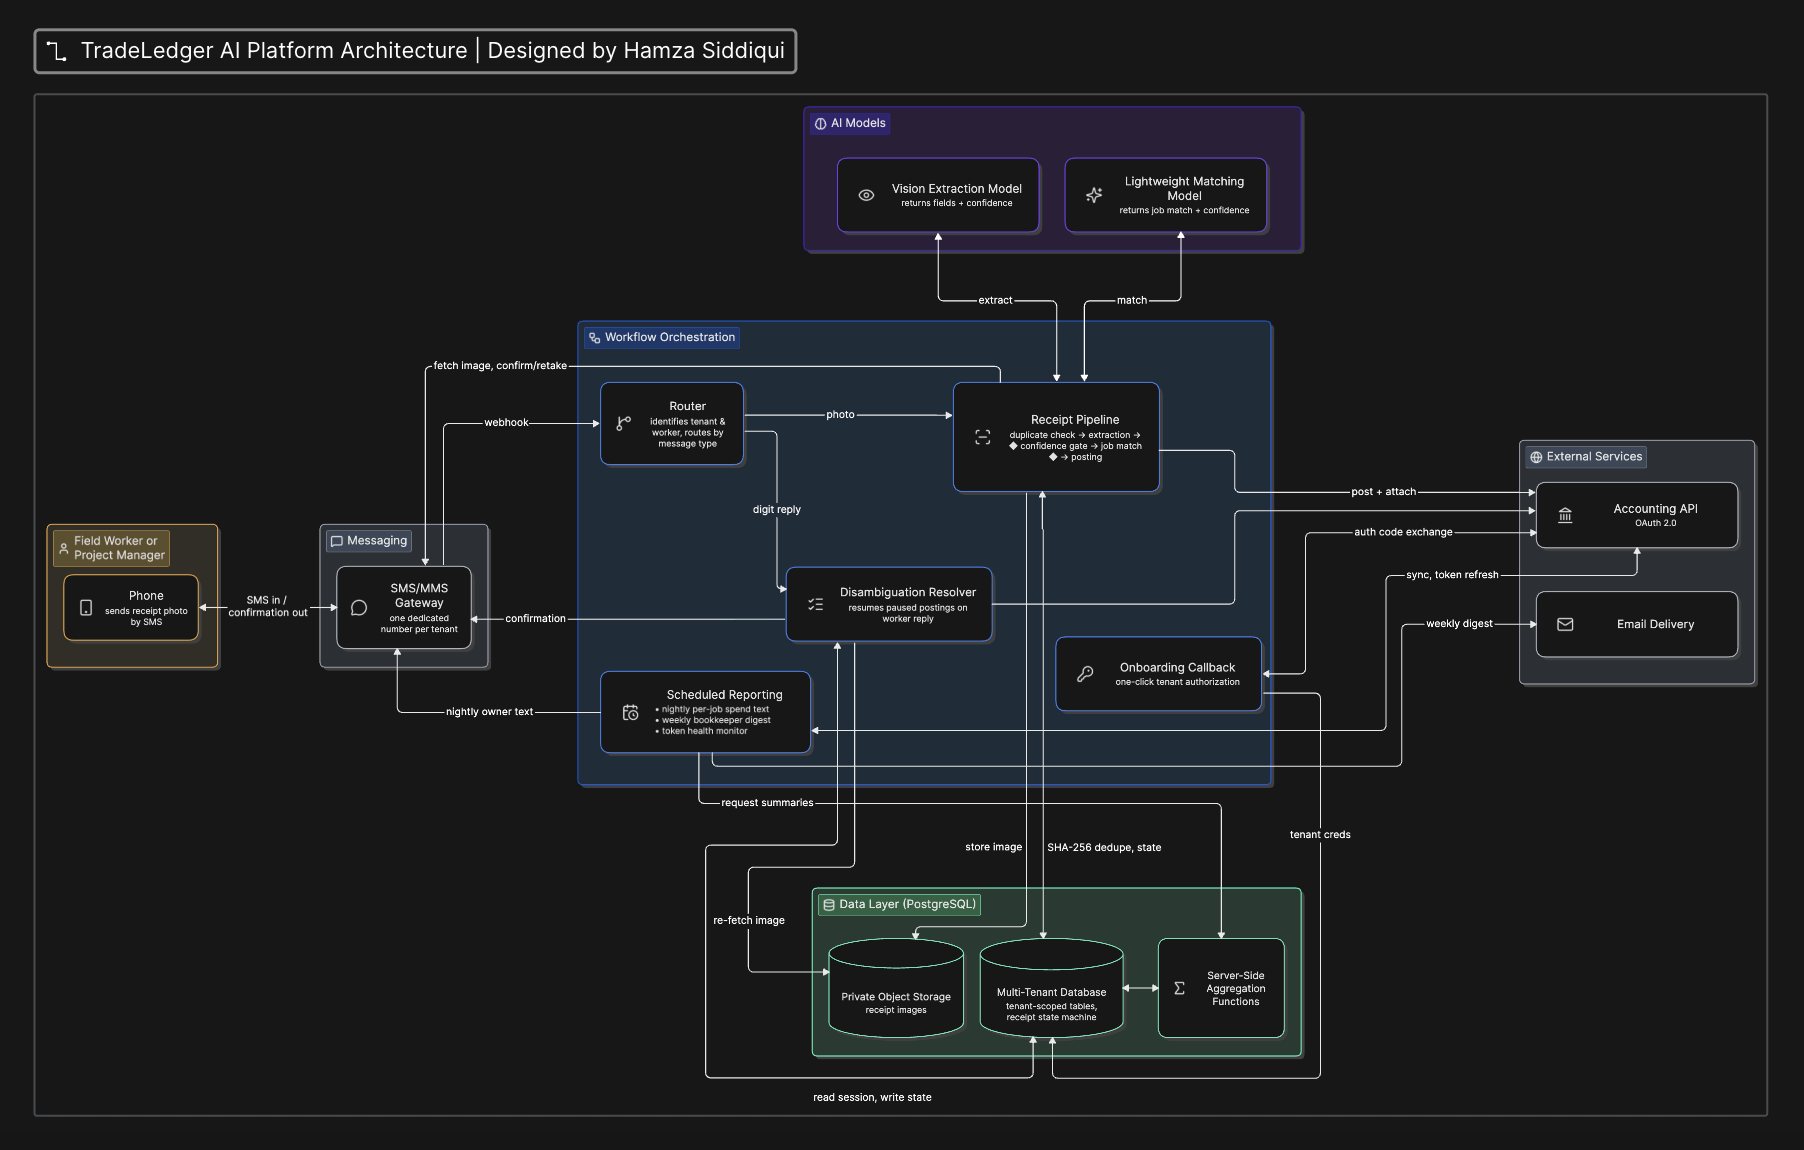 TradeLedger AI Platform Architecture | Designed by Hamza Siddiqui
AI Models
Vision Extraction Model
returns fields + confidence
Lightweight Matching
Model
returns job match + confidence
extract
match
Workflow Orchestration
fetch image, confirm/retake
Router
identifies tenant &
worker, routes by
message type
webhook
photo
Receipt Pipeline
duplicate check → extraction →
◆ confidence gate → job match
◆ → posting
digit reply
External Services
post + attach
Accounting API
OAuth 2.0
auth code exchange
sync, token refresh
Field Worker or
Project Manager
Phone
sends receipt photo
by SMS
SMS in /
confirmation out
Messaging
SMS/MMS
Gateway
one dedicated
number per tenant
confirmation
Disambiguation Resolver
resumes paused postings on
worker reply
weekly digest
Email Delivery
Onboarding Callback
one-click tenant authorization
nightly owner text
Scheduled Reporting
• nightly per-job spend text
• weekly bookkeeper digest
• token health monitor
request summaries
tenant creds
store image
SHA-256 dedupe, state
re-fetch image
Data Layer (PostgreSQL)
Private Object Storage
receipt images
Multi-Tenant Database
tenant-scoped tables,
receipt state machine
Server-Side
Aggregation
Functions
read session, write state